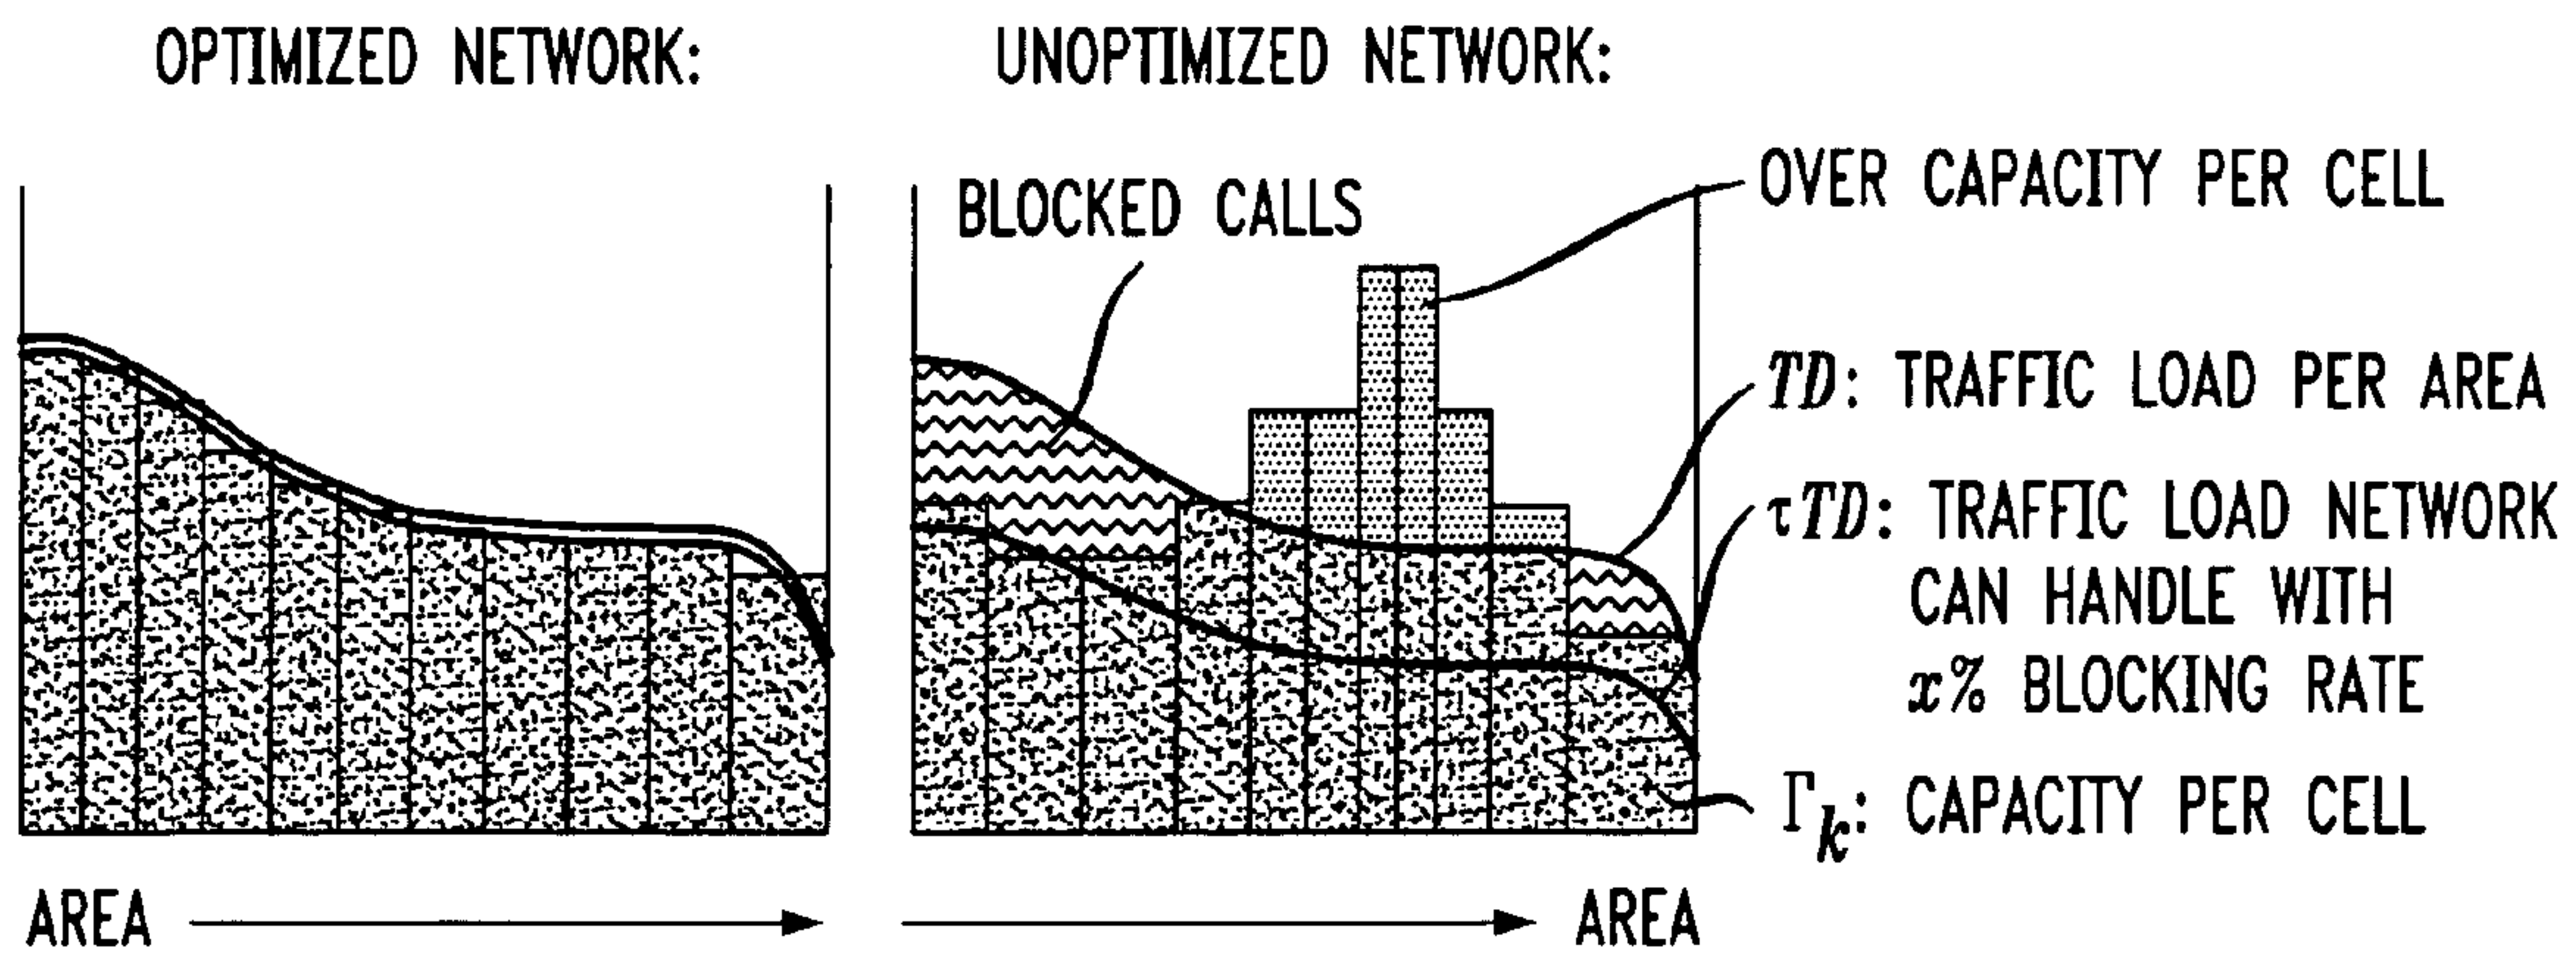 OPTIMIZED NETWORK:
UNOPTIMIZED NETWORK:
BLOCKED CALLS
OVER CAPACITY PER CELL
TD: TRAFFIC LOAD PER AREA
τTD: TRAFFIC LOAD NETWORK
CAN HANDLE WITH
x% BLOCKING RATE
Γk: CAPACITY PER CELL
AREA
AREA